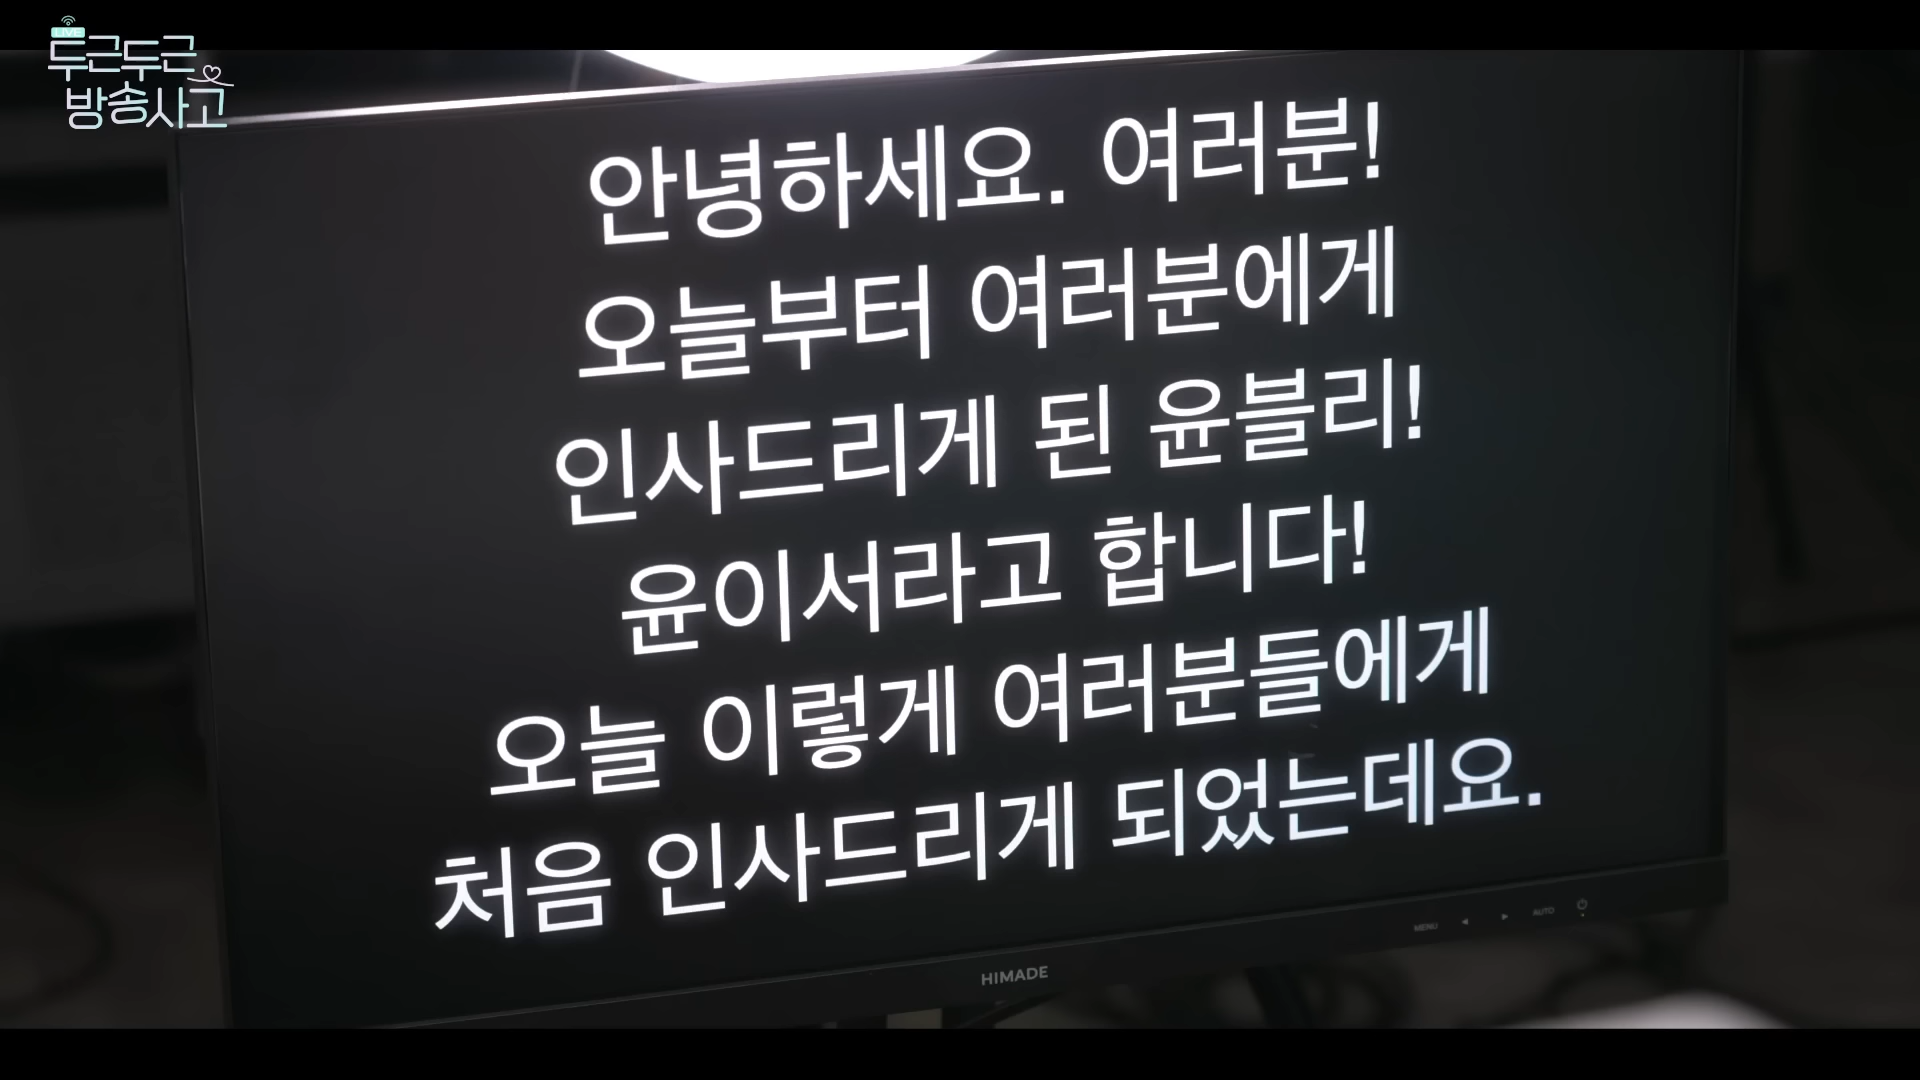 LIVE
두근두근
방송사고
안녕하세요. 여러분!
오늘부터 여러분에게
인사드리게 된 윤블리!
윤이서라고 합니다!
오늘 이렇게 여러분들에게
처음 인사드리게 되었는데요.
MENU ◀ ▶ AUTO
HIMADE